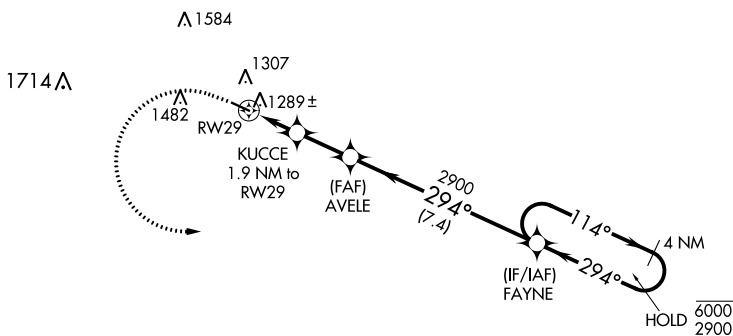 1584
1714
1307
1482
1289 ±
RW29
KUCCE
1.9 NM to
RW29
(FAF)
AVELE
2900
294°
(7.4)
114°
4 NM
294°
(IF/IAF)
FAYNE
HOLD
6000
2900